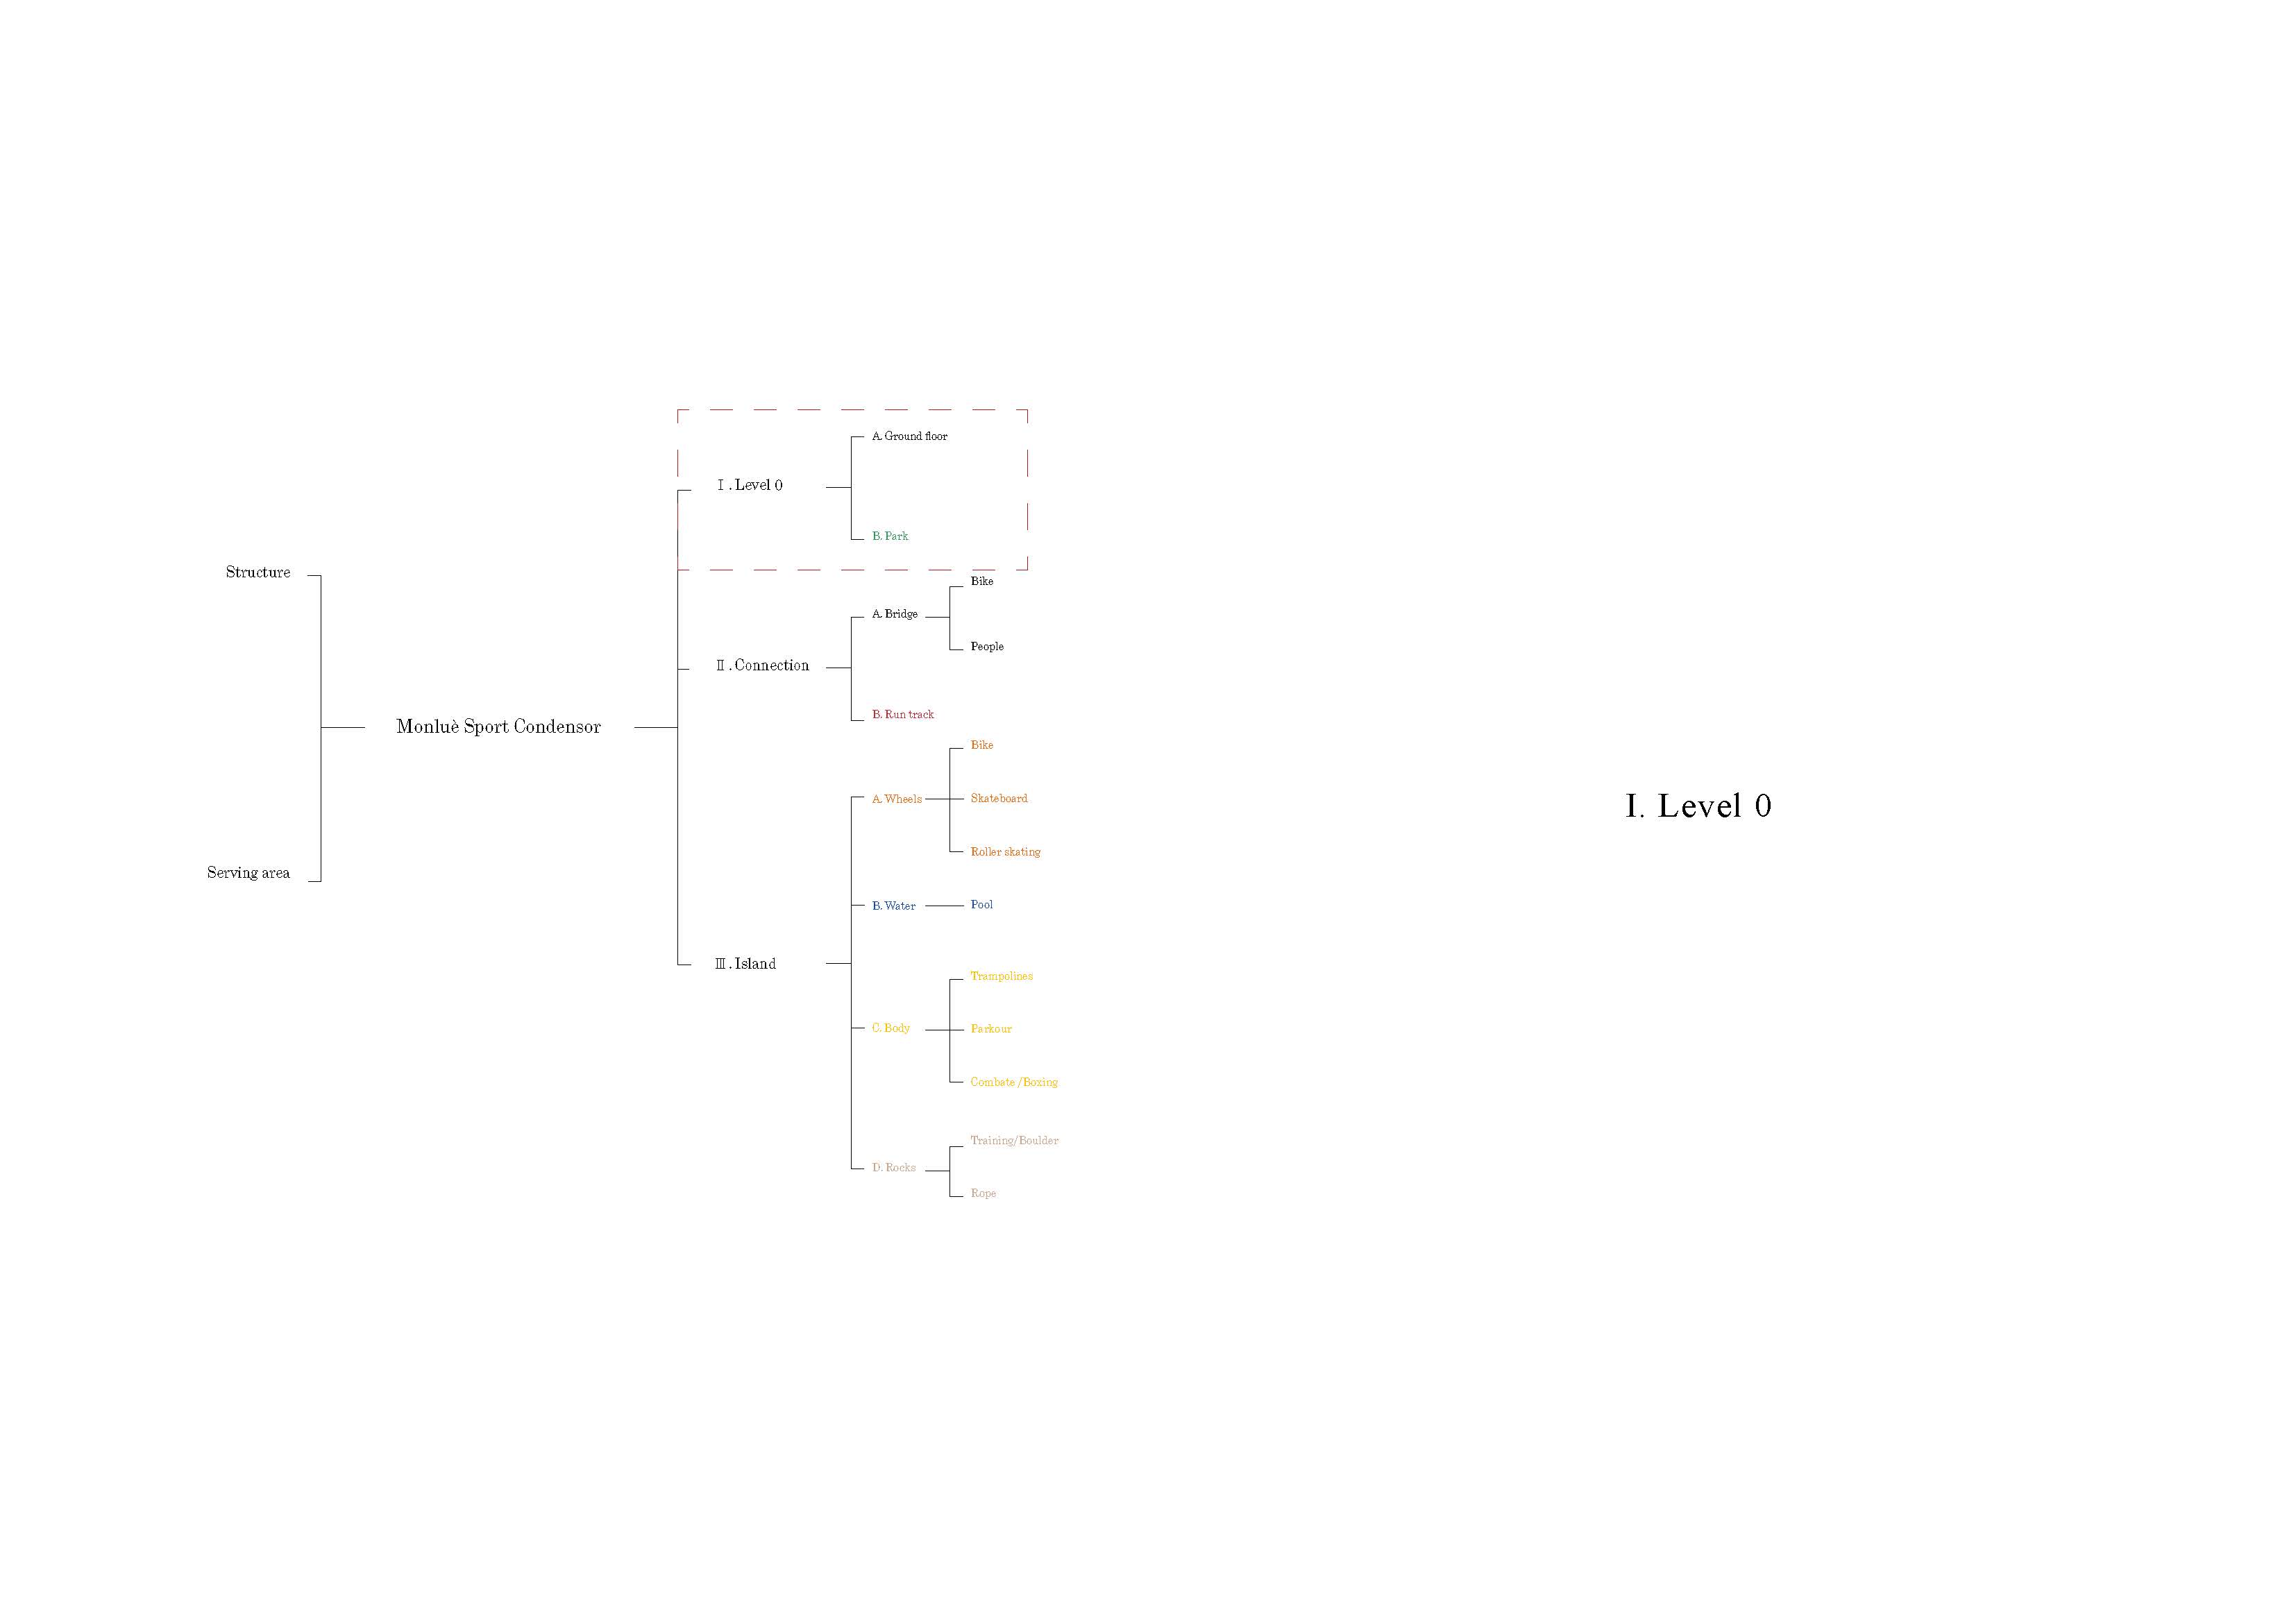 Structure
Serving area
Monluè Sport Condensor
Ⅰ. Level 0
A. Ground floor
B. Park
Ⅱ. Connection
A. Bridge
Bike
People
B. Run track
Ⅲ. Island
A. Wheels
Bike
Skateboard
Roller skating
B. Water
Pool
C. Body
Trampolines
Parkour
Combate /Boxing
D. Rocks
Training/Boulder
Rope
I. Level 0